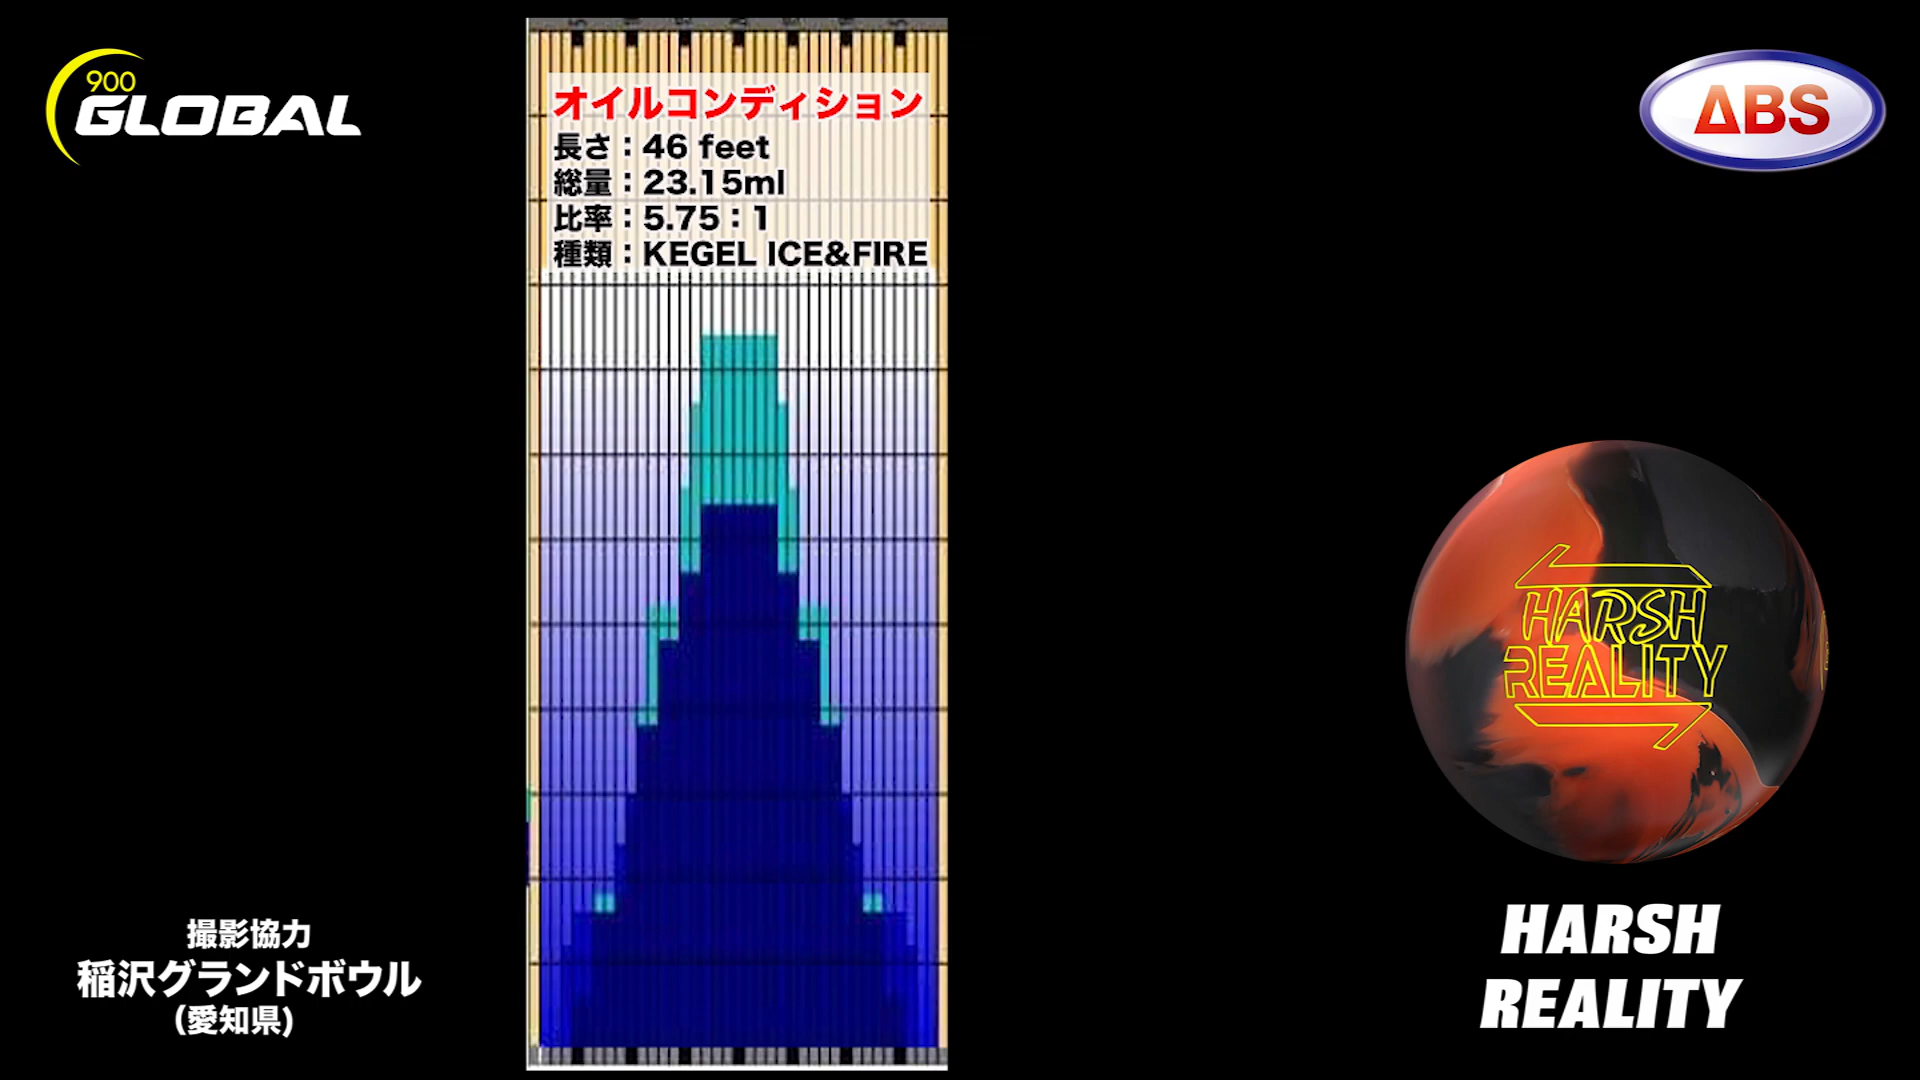 900
GLOBAL
オイルコンディション
長さ：46 feet
総量：23.15ml
比率：5.75：1
種類：KEGEL ICE&FIRE
ABS
HARSH
REALITY
撮影協力
稲沢グランドボウル
(愛知県)
HARSH
REALITY